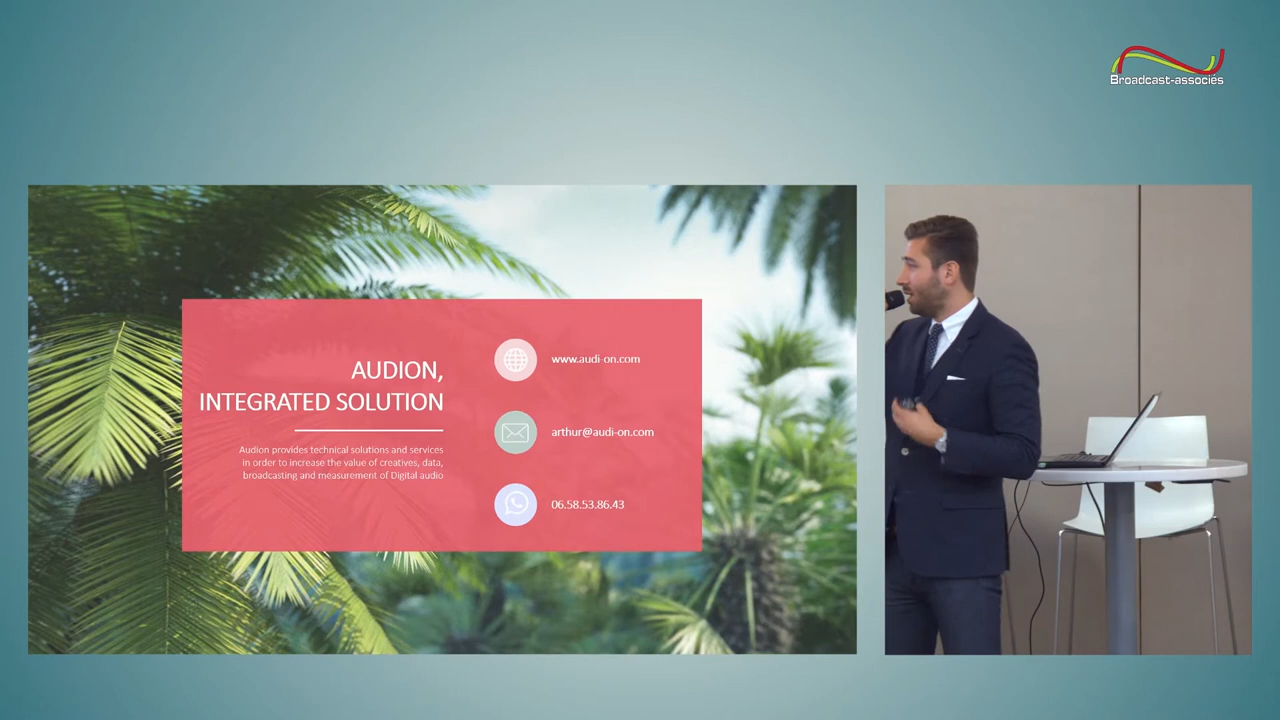 Broadcast-associés
AUDION,
INTEGRATED SOLUTION
Audion provides technical solutions and services
in order to increase the value of creatives, data,
broadcasting and measurement of Digital audio
www.audi-on.com
arthur@audi-on.com
06.58.53.86.43